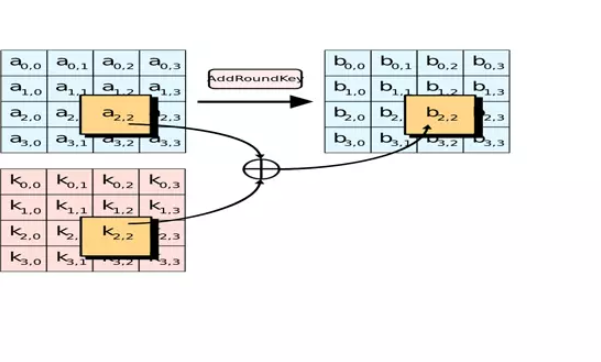 a0,0 a0,1 a0,2 a0,3
a1,0 a1,1 a1,2 a1,3
a2,0 a2, a2,2 2,3
a3,0 a3,1 a3,2 a3,3
AddRoundKey
b0,0 b0,1 b0,2 b0,3
b1,0 b1,1 b1,2 b1,3
b2,0 b2, b2,2 2,3
b3,0 b3,1 b3,2 b3,3
k0,0 k0,1 k0,2 k0,3
k1,0 k1,1 k1,2 k1,3
k2,0 k2, k2,2 2,3
k3,0 k3,1 k3,2 k3,3